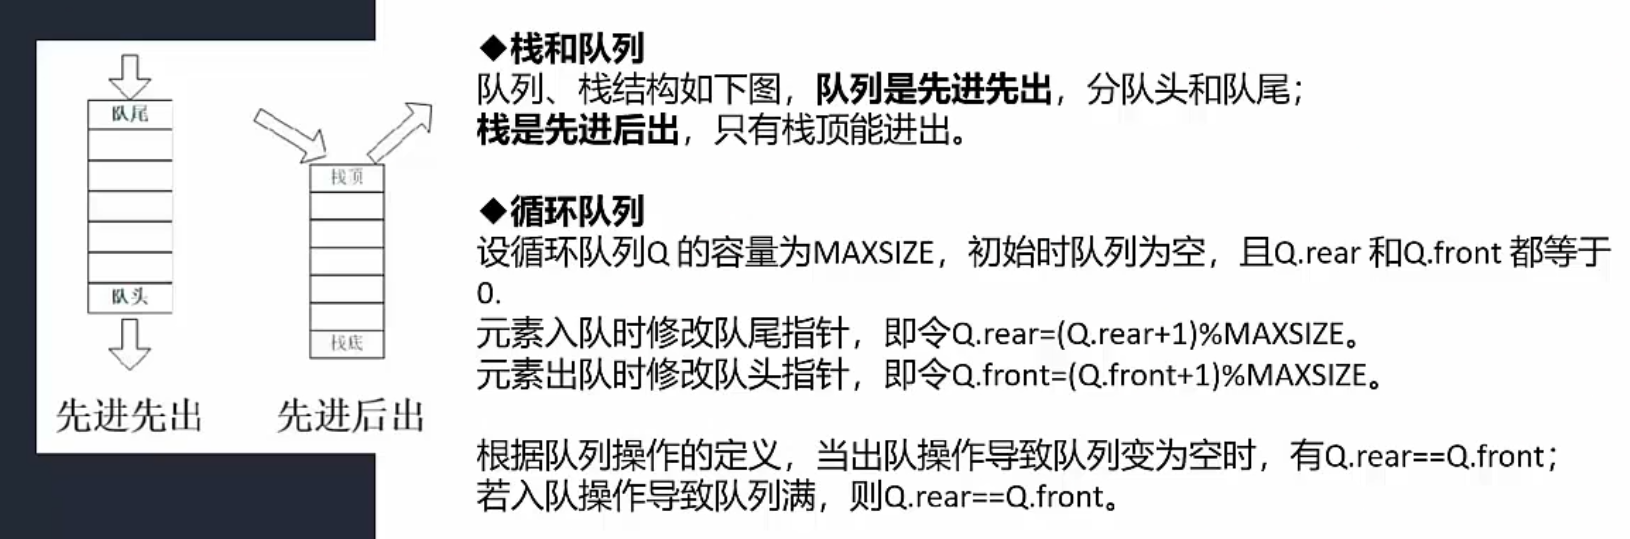 队尾
队头
先进先出
栈顶
栈底
先进后出
◆栈和队列
队列、栈结构如下图，队列是先进先出，分队头和队尾；
栈是先进后出，只有栈顶能进出。
◆循环队列
设循环队列Q 的容量为MAXSIZE，初始时队列为空，且Q.rear 和Q.front 都等于
0.
元素入队时修改队尾指针，即令Q.rear=(Q.rear+1)%MAXSIZE。
元素出队时修改队头指针，即令Q.front=(Q.front+1)%MAXSIZE。
根据队列操作的定义，当出队操作导致队列变为空时，有Q.rear==Q.front；
若入队操作导致队列满，则Q.rear==Q.front。